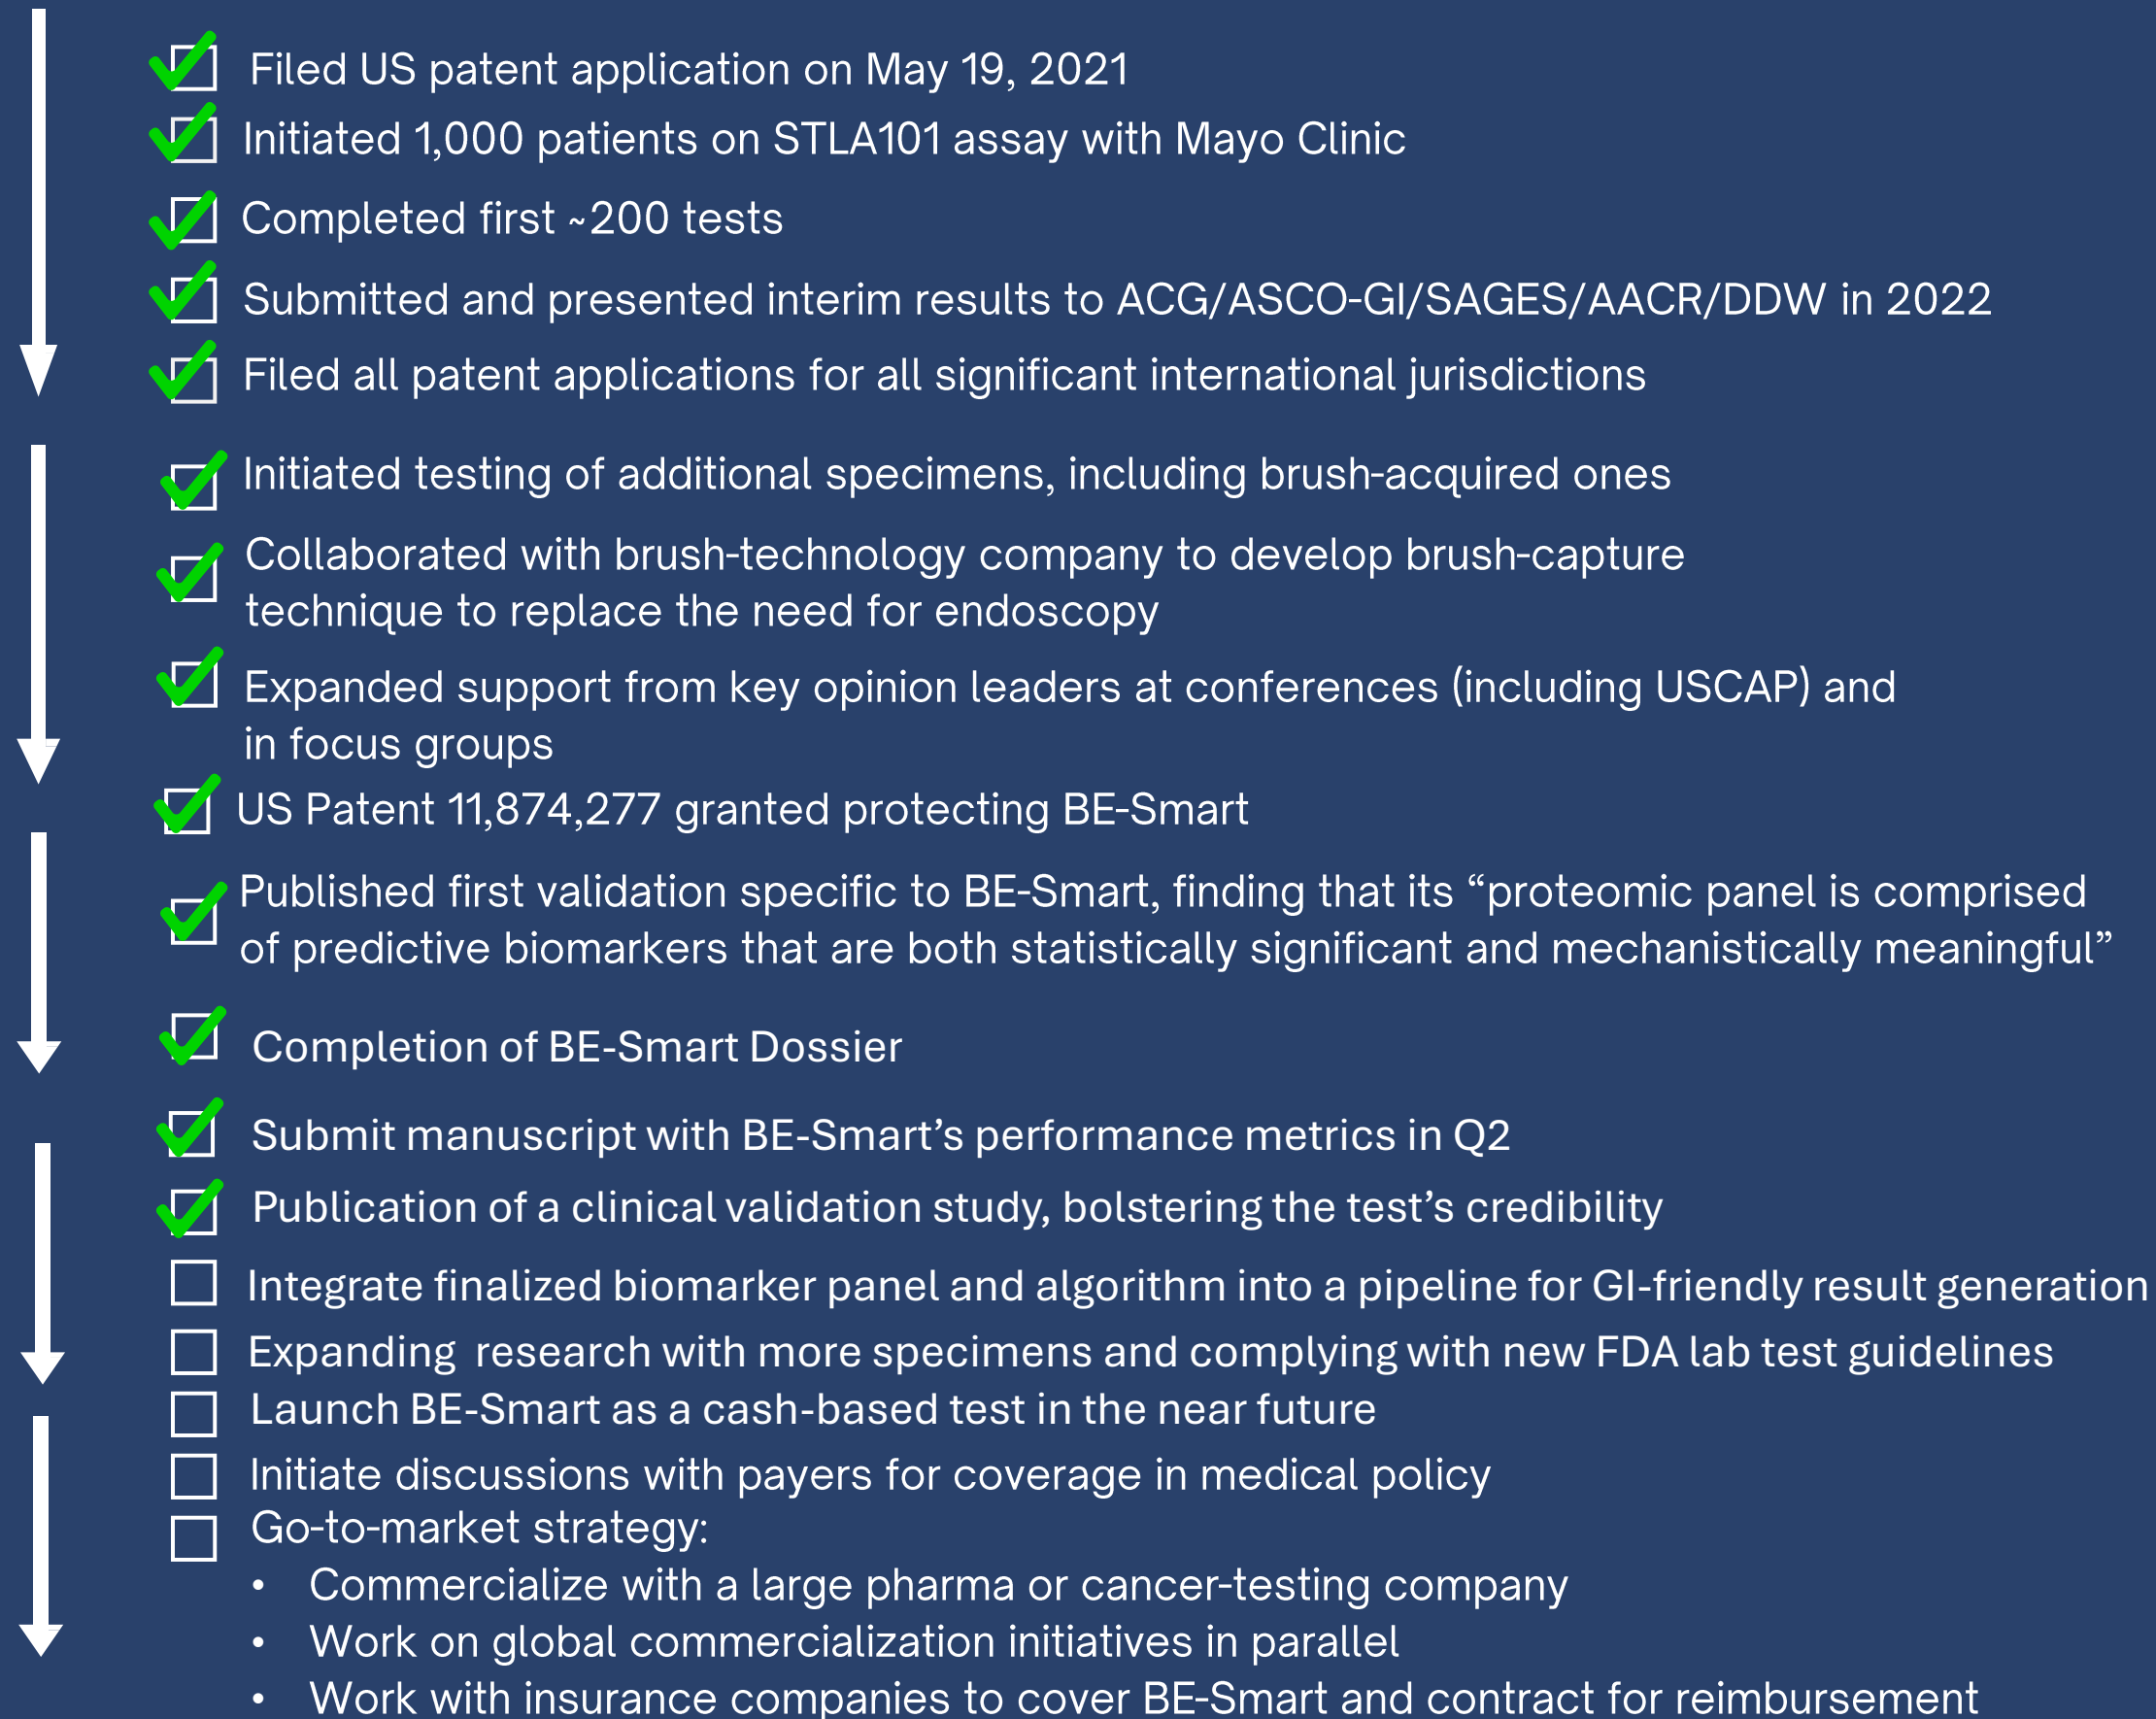 Filed US patent application on May 19, 2021
Initiated 1,000 patients on STLA101 assay with Mayo Clinic
Completed first ~200 tests
Submitted and presented interim results to ACG/ASCO-GI/SAGES/AACR/DDW in 2022
Filed all patent applications for all significant international jurisdictions
Initiated testing of additional specimens, including brush-acquired ones
Collaborated with brush-technology company to develop brush-capture
technique to replace the need for endoscopy
Expanded support from key opinion leaders at conferences (including USCAP) and
in focus groups
US Patent 11,874,277 granted protecting BE-Smart
Published first validation specific to BE-Smart, finding that its “proteomic panel is comprised
of predictive biomarkers that are both statistically significant and mechanistically meaningful”
Completion of BE-Smart Dossier
Submit manuscript with BE-Smart’s performance metrics in Q2
Publication of a clinical validation study, bolstering the test’s credibility
Integrate finalized biomarker panel and algorithm into a pipeline for GI-friendly result generation
Expanding  research with more specimens and complying with new FDA lab test guidelines
Launch BE-Smart as a cash-based test in the near future
Initiate discussions with payers for coverage in medical policy
Go-to-market strategy:
• Commercialize with a large pharma or cancer-testing company
• Work on global commercialization initiatives in parallel
• Work with insurance companies to cover BE-Smart and contract for reimbursement